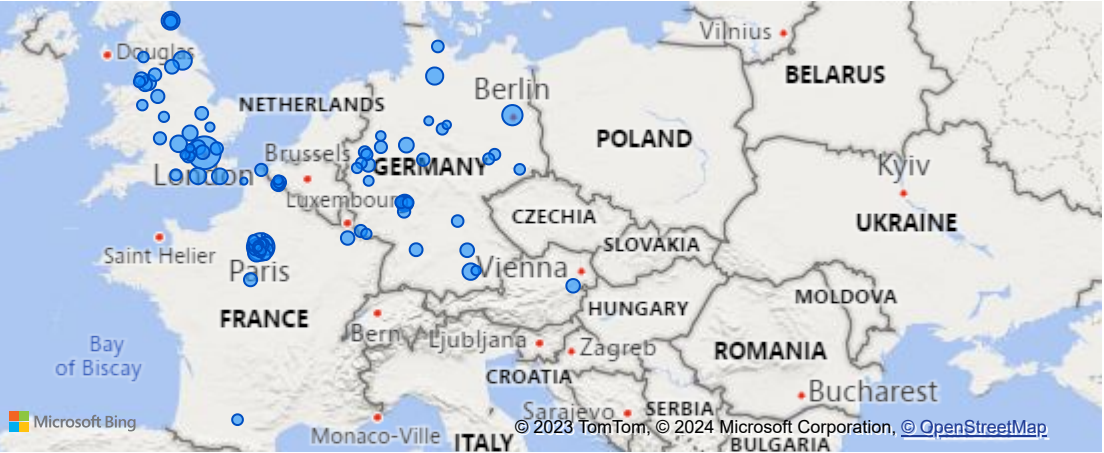 Vilnius
Douglas
BELARUS
Berlin
NETHERLANDS
POLAND
Brussels
GERMANY
Kyiv
London
Luxembour
CZECHIA
UKRAINE
SLOVAKIA
Saint Helier
Paris
Vienna
MOLDOVA
HUNGARY
FRANCE
Bern
Ljubljana
Zagreb
ROMANIA
Bay
of Biscay
CROATIA
Bucharest
Sarajevo
SERBIA
Microsoft Bing
© 2023 TomTom, © 2024 Microsoft Corporation, © OpenStreetMap
Monaco-Ville
ITALY
BULGARIA